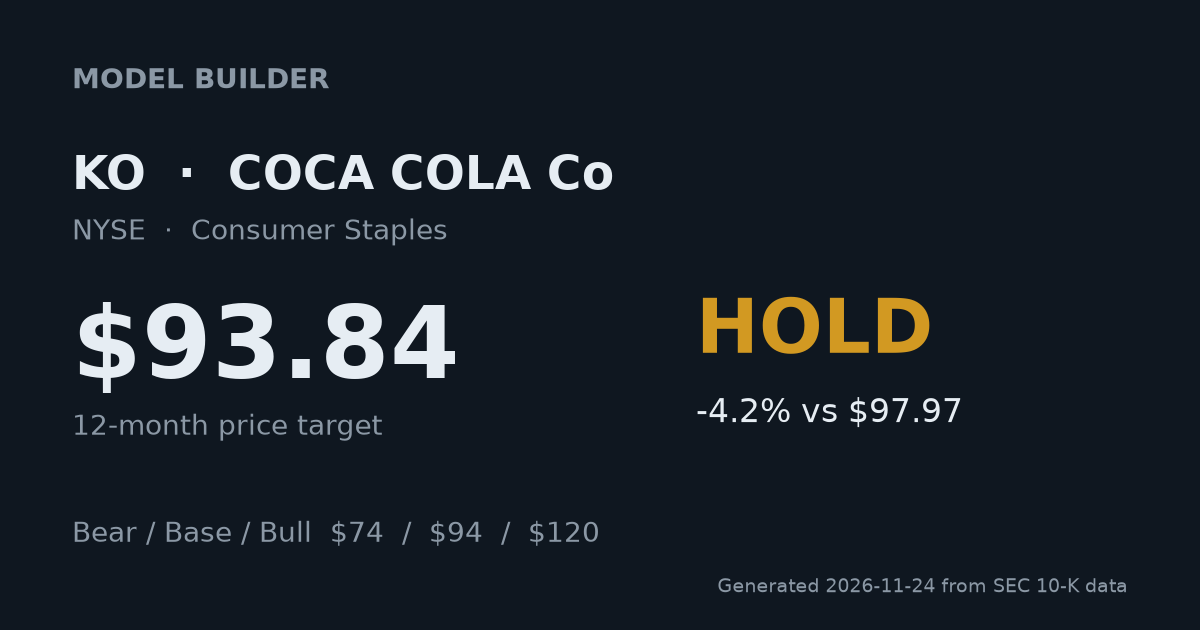 MODEL BUILDER
KO · COCA COLA Co
NYSE · Consumer Staples
$93.84
HOLD
12-month price target
-4.2% vs $97.97
Bear / Base / Bull $74 / $94 / $120
Generated 2026-11-24 from SEC 10-K data